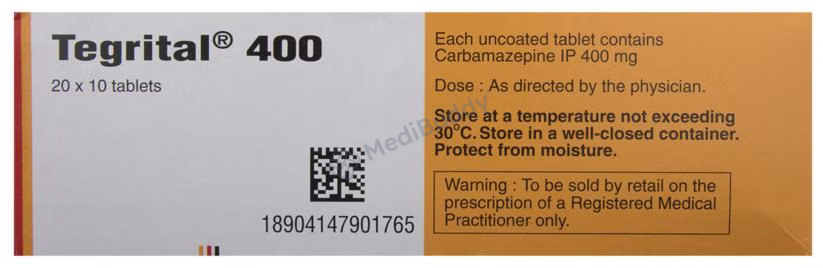 Tegrital® 400
20 x 10 tablets
18904147901765
Each uncoated tablet contains
Carbamazepine IP 400 mg
Dose : As directed by the physician.
Store at a temperature not exceeding
30°C. Store in a well-closed container.
Protect from moisture.
Warning : To be sold by retail on the
prescription of a Registered Medical
Practitioner only.
MediBuddy